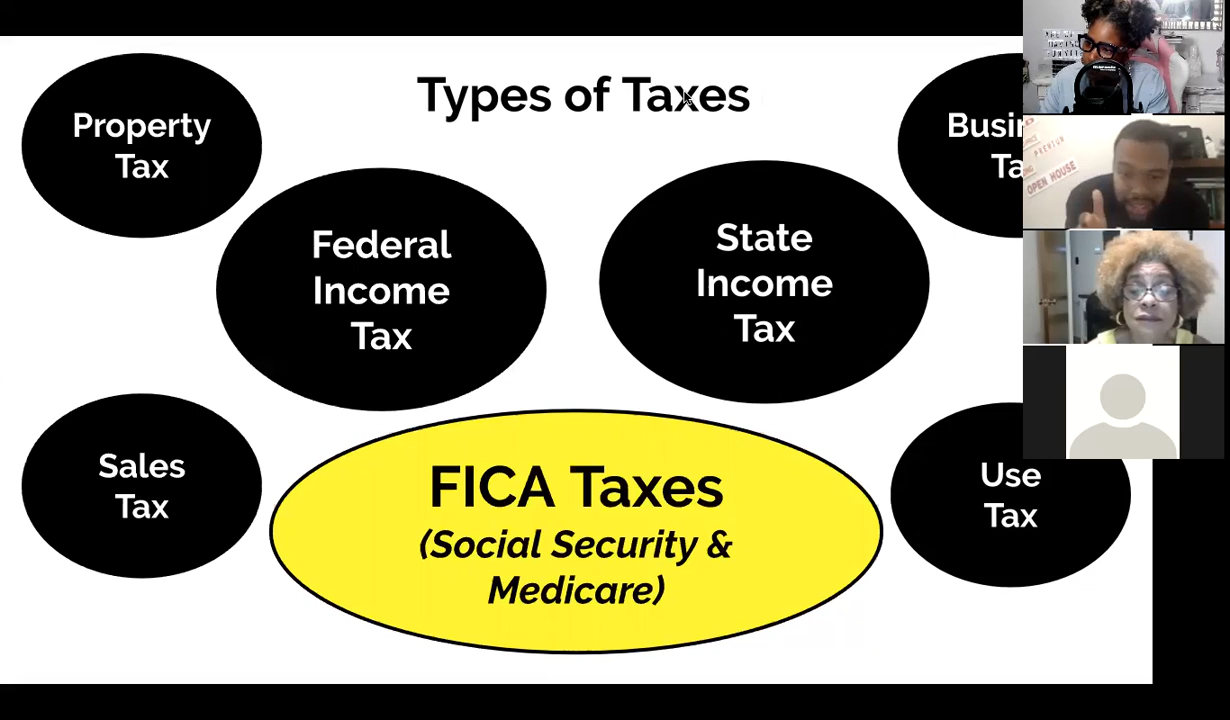 Types of Taxes
Property
Tax
Federal
Income
Tax
State
Income
Tax
Sales
Tax
FICA Taxes
(Social Security &
Medicare)
Use
Tax
PREMIUM
OPEN HOUSE